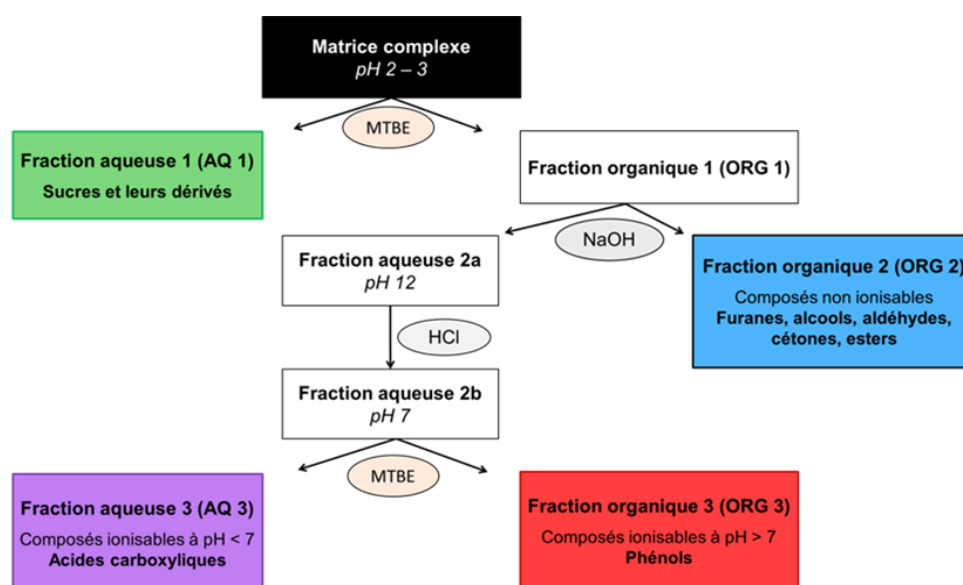 Matrice complexe
pH 2 – 3
MTBE
Fraction aqueuse 1 (AQ 1)
Sucres et leurs dérivés
Fraction organique 1 (ORG 1)
NaOH
Fraction aqueuse 2a
pH 12
Fraction organique 2 (ORG 2)
Composés non ionisables
Furanes, alcools, aldéhydes,
cétones, esters
HCl
Fraction aqueuse 2b
pH 7
MTBE
Fraction aqueuse 3 (AQ 3)
Composés ionisables à pH < 7
Acides carboxyliques
Fraction organique 3 (ORG 3)
Composés ionisables à pH > 7
Phénols